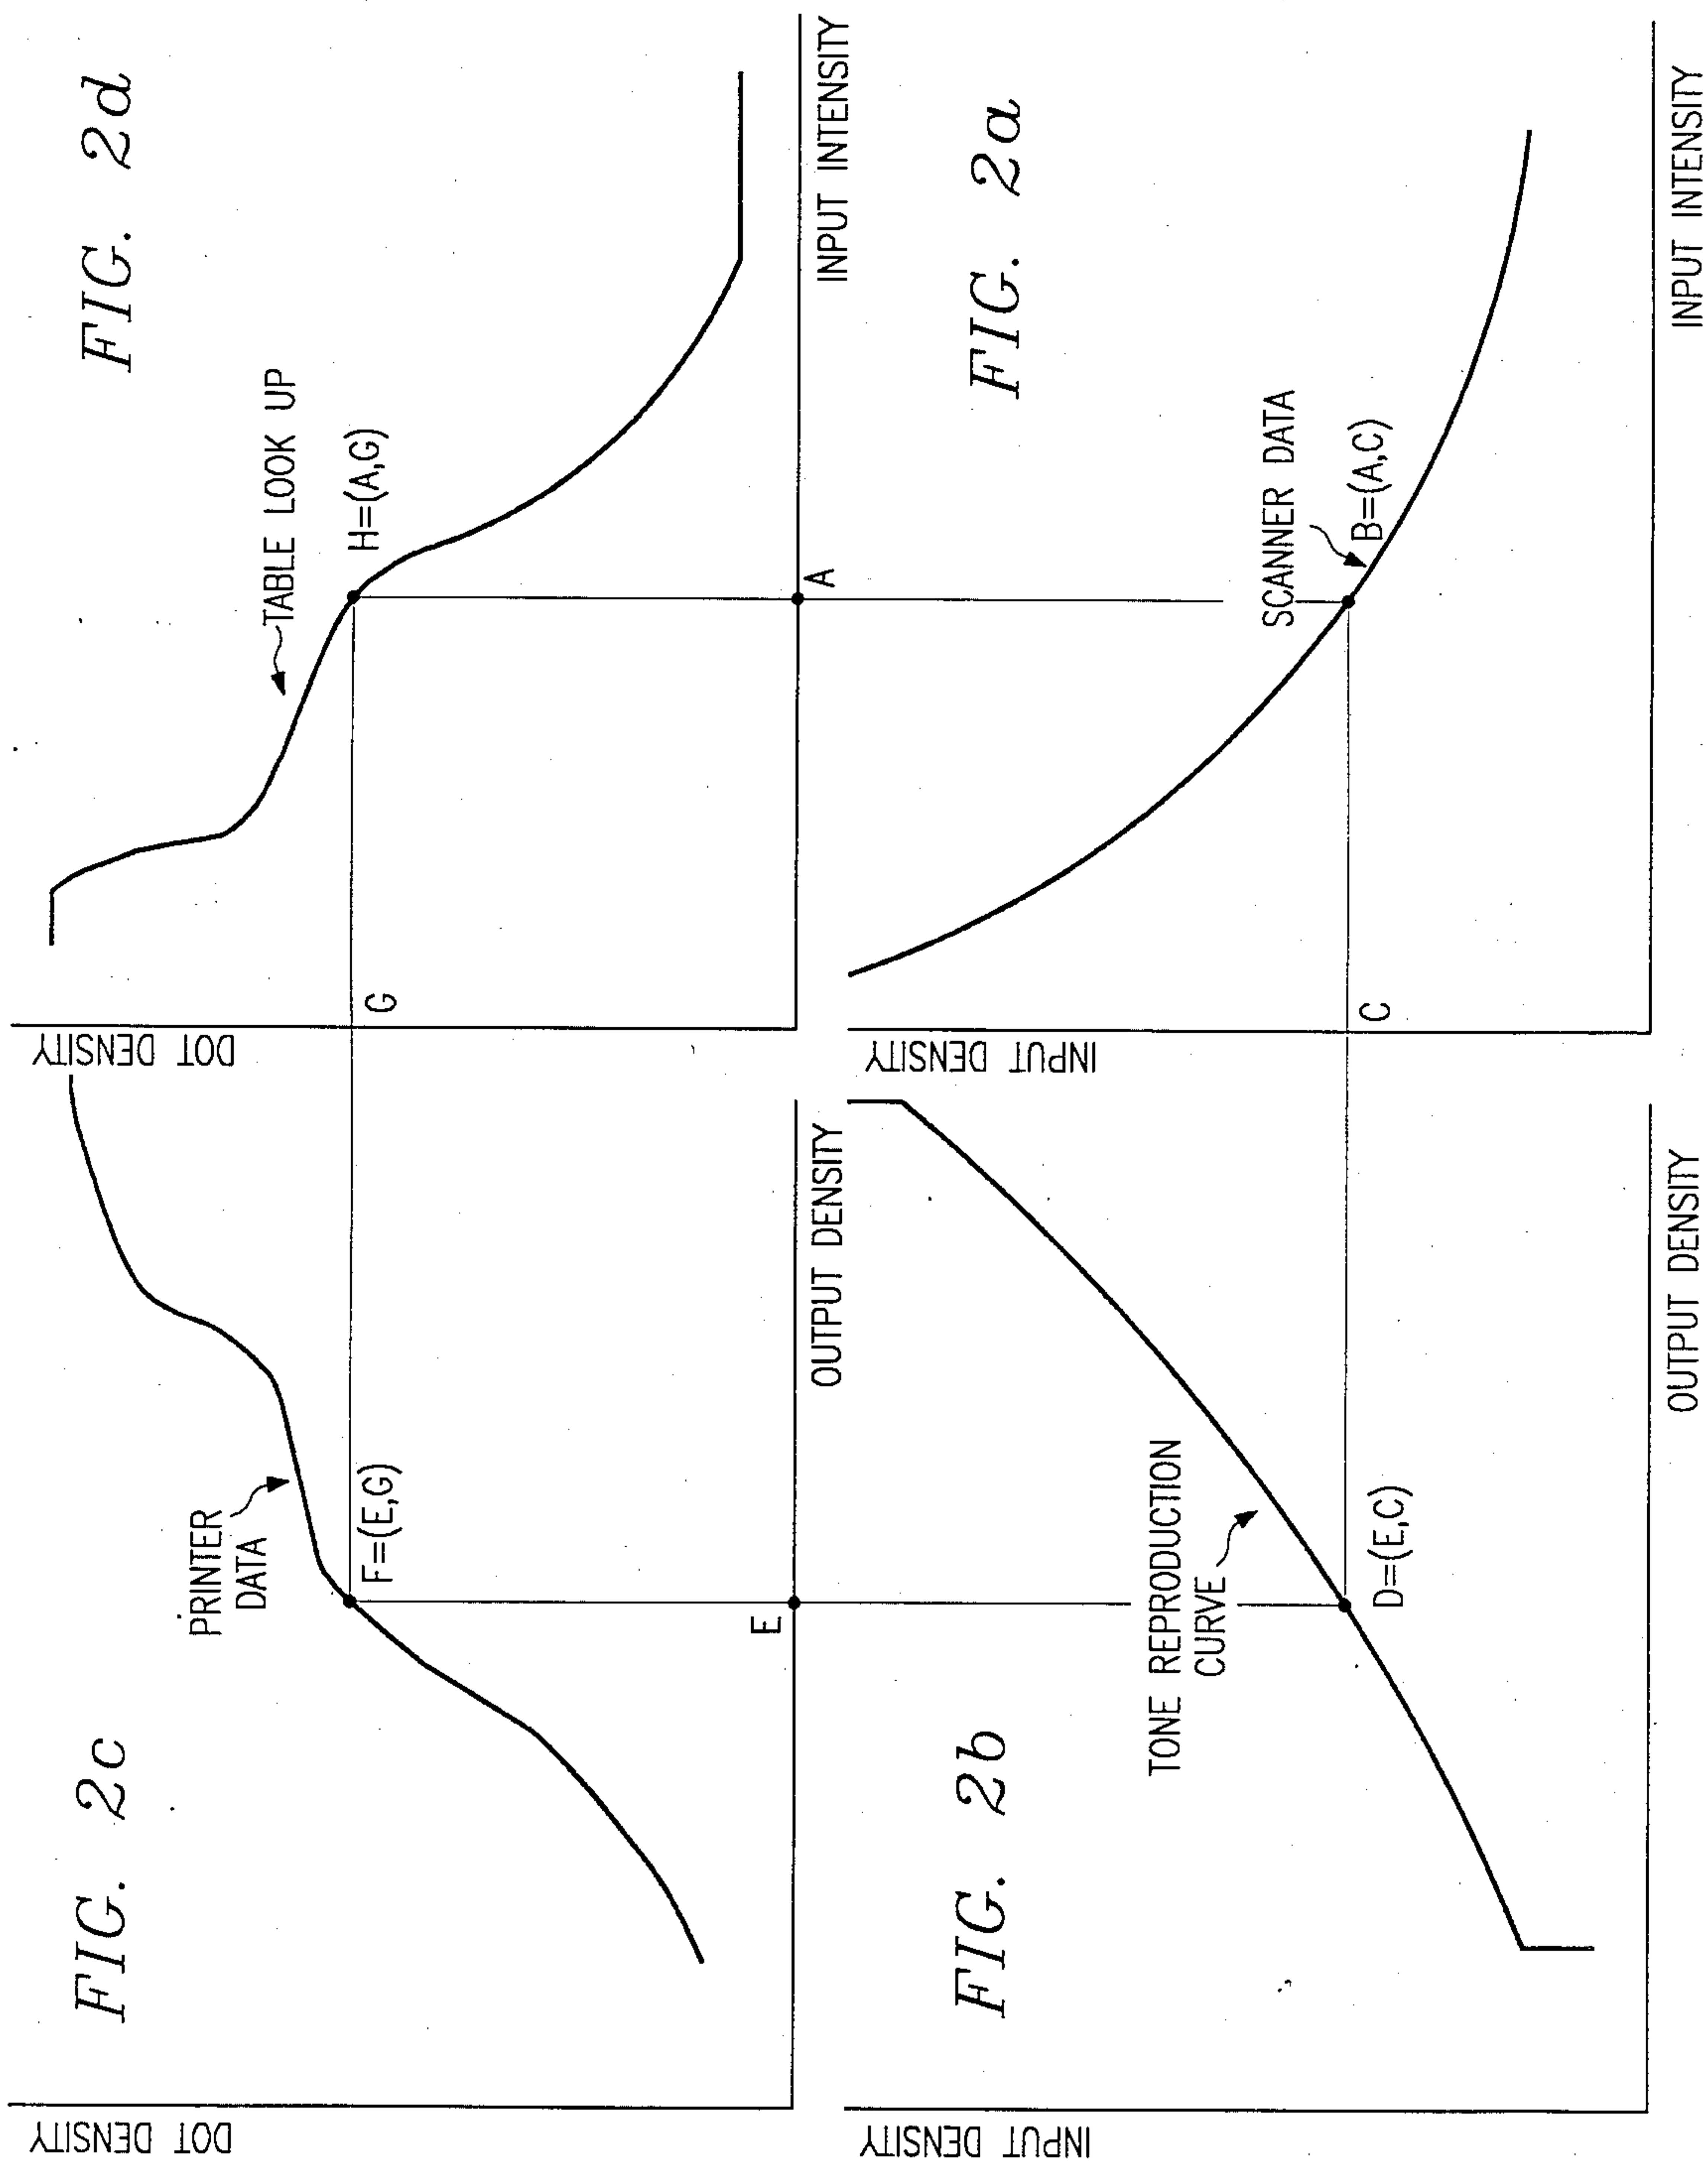 FIG. 2c
DOT DENSITY
PRINTER
DATA
F=(E,G)
E
OUTPUT DENSITY
FIG. 2d
DOT DENSITY
TABLE LOOK UP
H=(A,G)
G
A
INPUT INTENSITY
FIG. 2b
INPUT DENSITY
TONE REPRODUCTION
CURVE
D=(E,C)
OUTPUT DENSITY
FIG. 2a
INPUT DENSITY
SCANNER DATA
B=(A,C)
C
INPUT INTENSITY